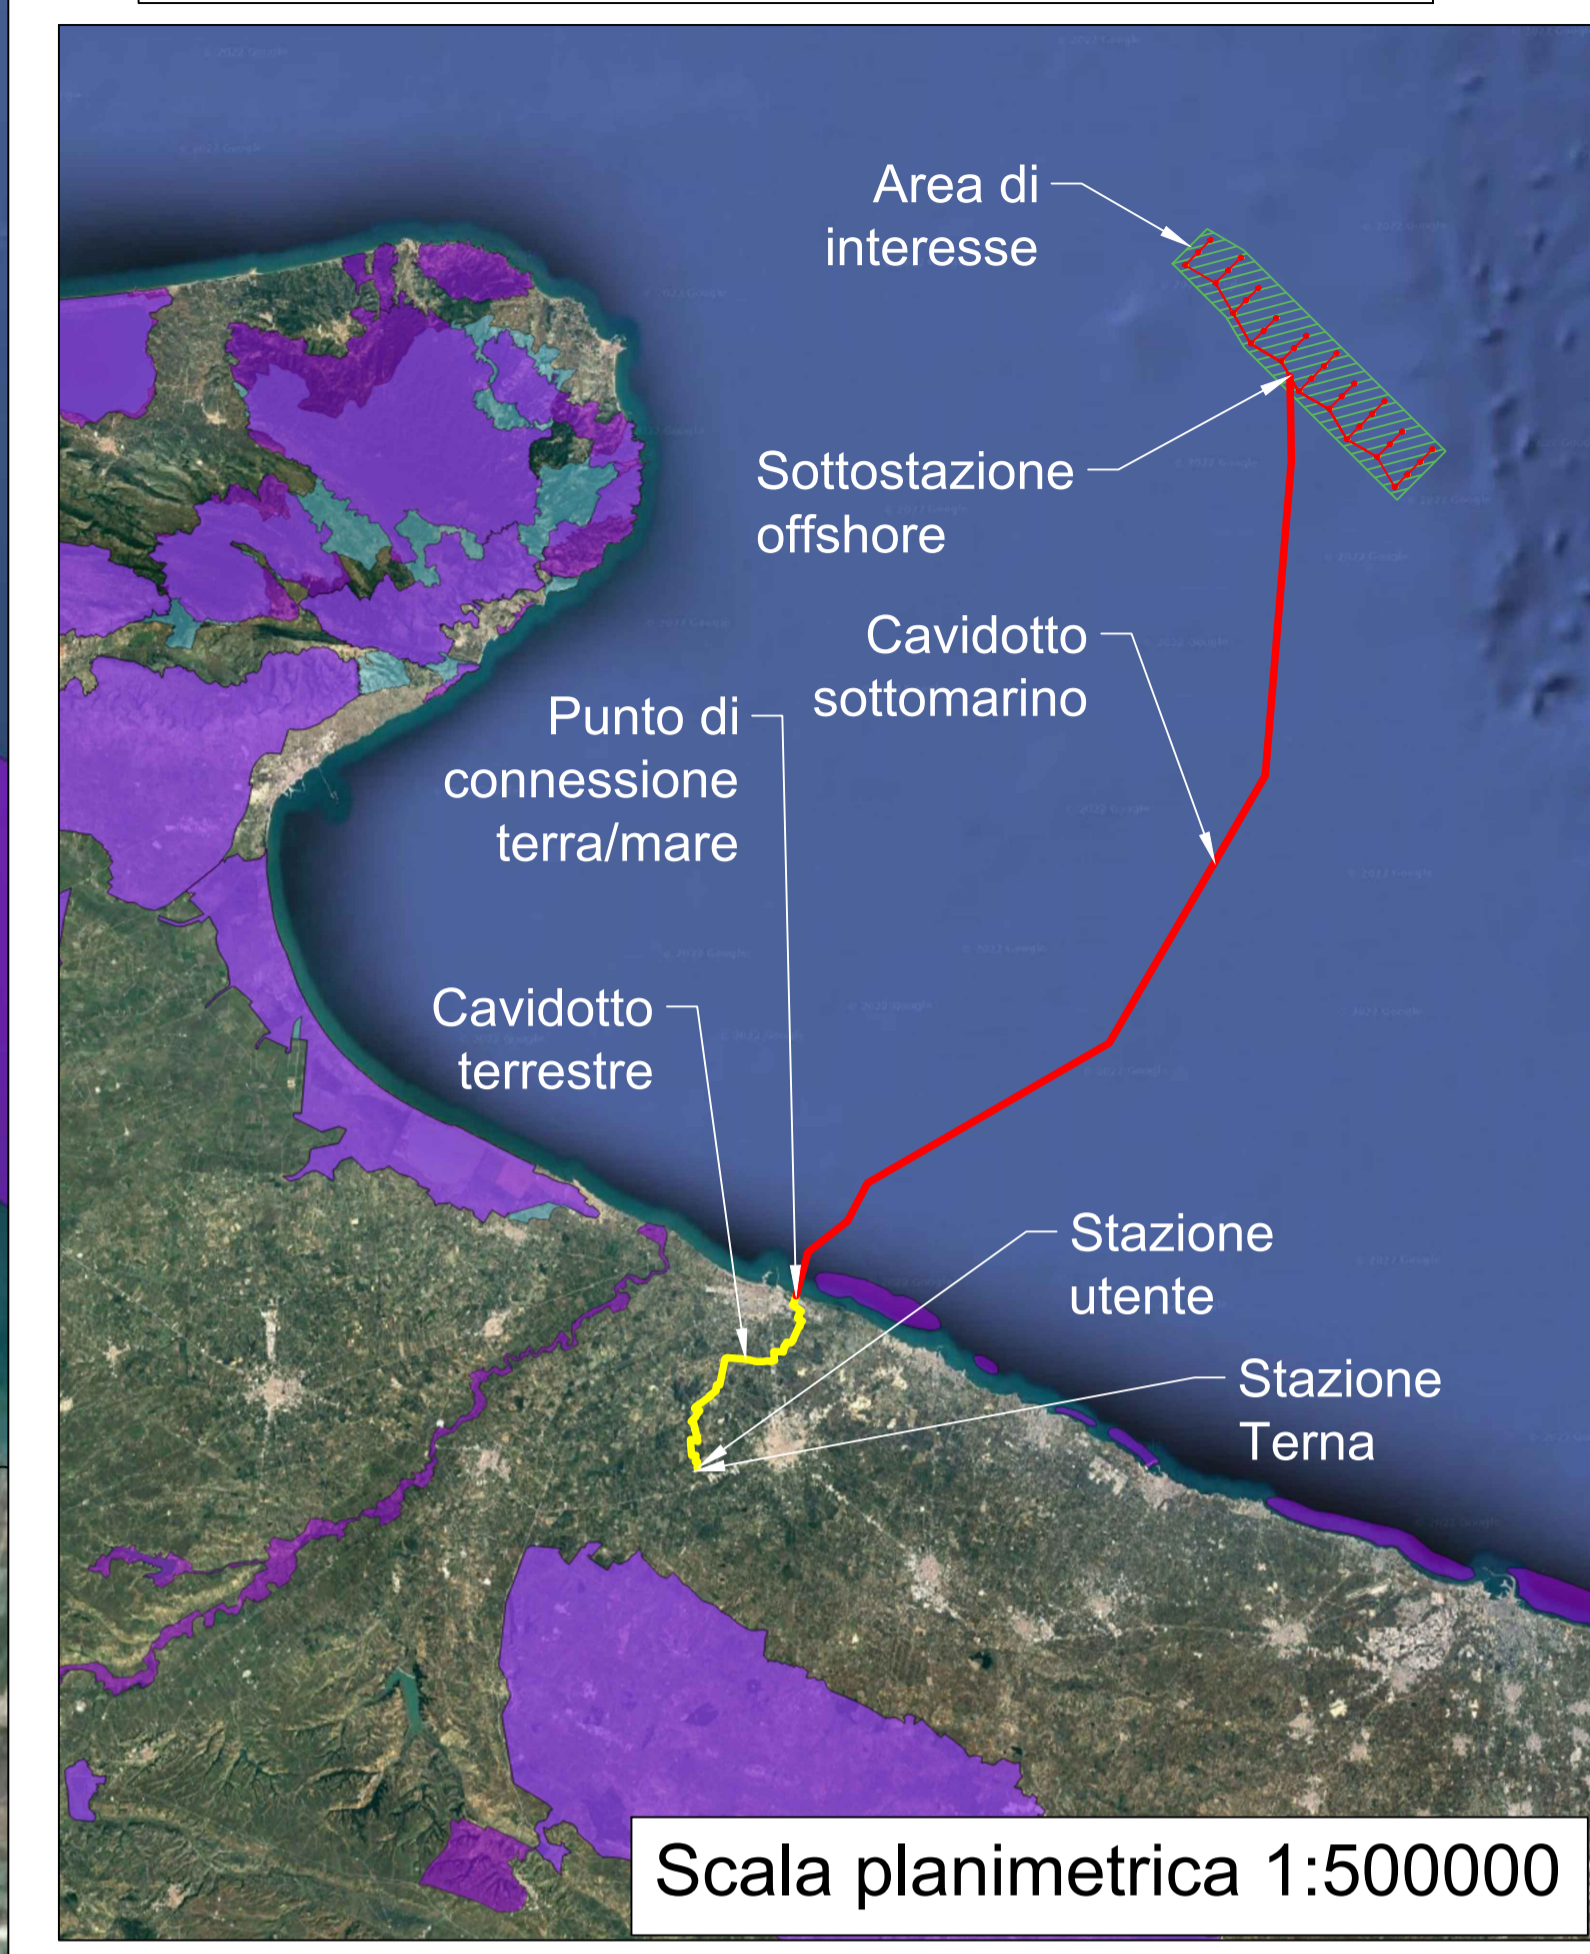 Area di
interesse
Sottostazione
offshore
Cavidotto
sottomarino
Punto di
connessione
terra/mare
Cavidotto
terrestre
Stazione
utente
Stazione
Terna
Scala planimetrica 1:500000